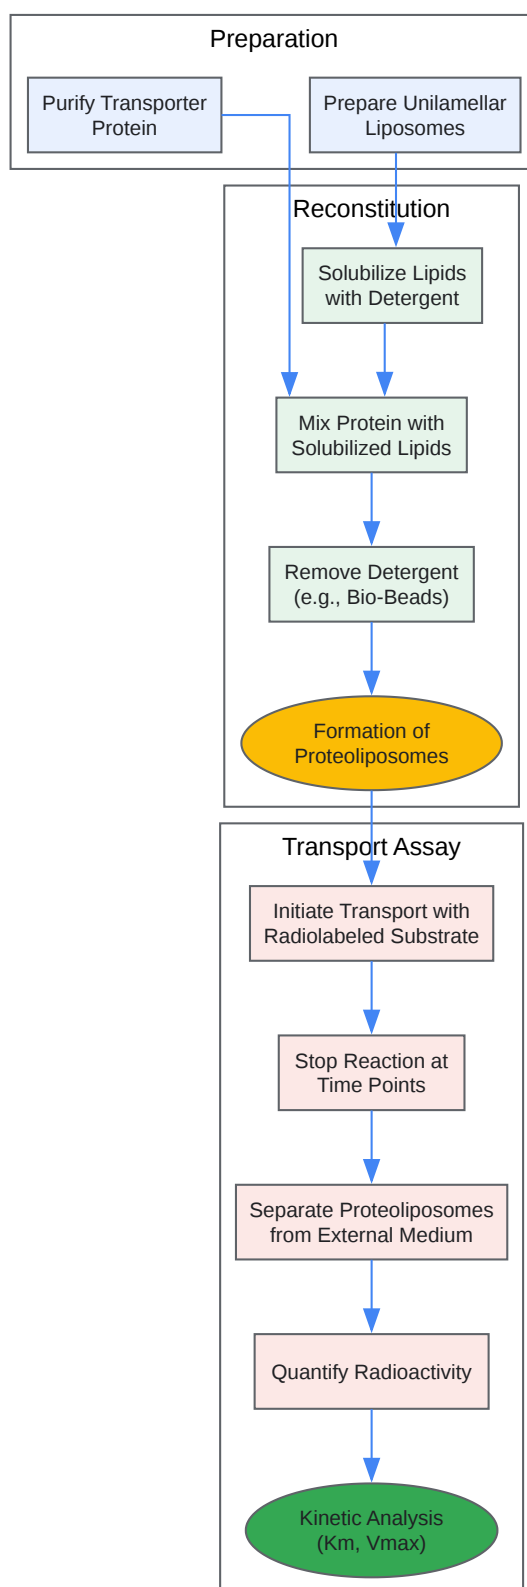 Preparation
Purify Transporter
Protein
Prepare Unilamellar
Liposomes
Reconstitution
Solubilize Lipids
with Detergent
Mix Protein with
Solubilized Lipids
Remove Detergent
(e.g., Bio-Beads)
Formation of
Proteoliposomes
Transport Assay
Initiate Transport with
Radiolabeled Substrate
Stop Reaction at
Time Points
Separate Proteoliposomes
from External Medium
Quantify Radioactivity
Kinetic Analysis
(Km, Vmax)